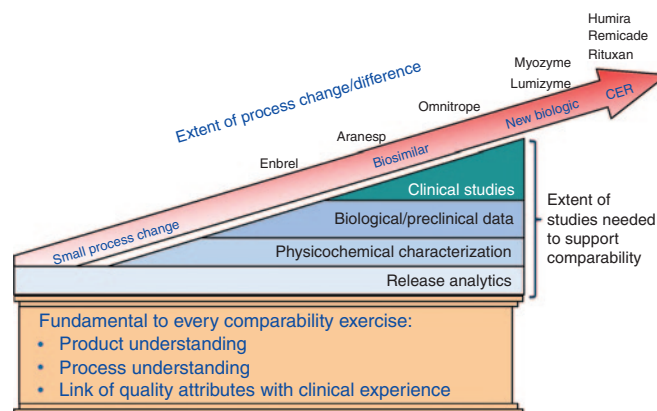 Humira
Remicade
Rituxan
Myozyme
Lumizyme
CER
Extent of process change/difference
Omnitrope
New biologic
Aranesp
Biosimilar
Enbrel
Small process change
Clinical studies
Biological/preclinical data
Physicochemical characterization
Release analytics
Extent of
studies needed
to support
comparability
Fundamental to every comparability exercise:
• Product understanding
• Process understanding
• Link of quality attributes with clinical experience